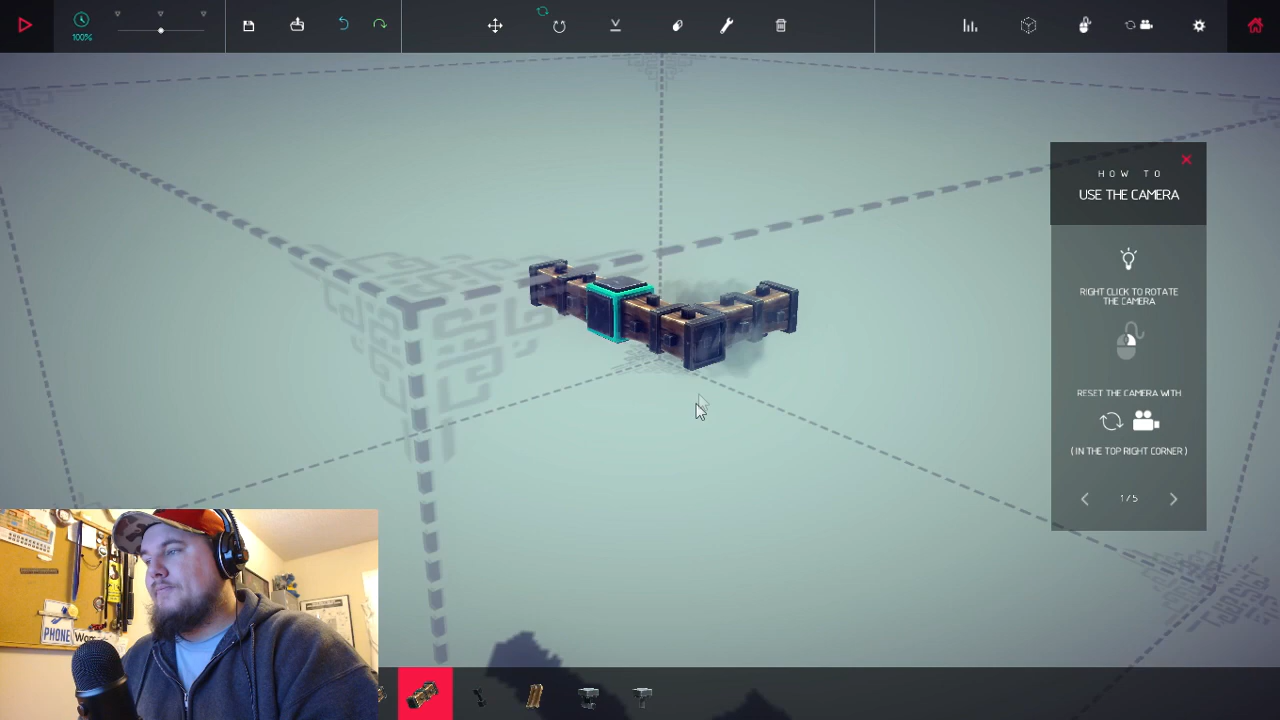 100%
HOW TO
USE THE CAMERA
RIGHT CLICK TO ROTATE
THE CAMERA
RESET THE CAMERA WITH
( IN THE TOP RIGHT CORNER )
1/5
PHONE